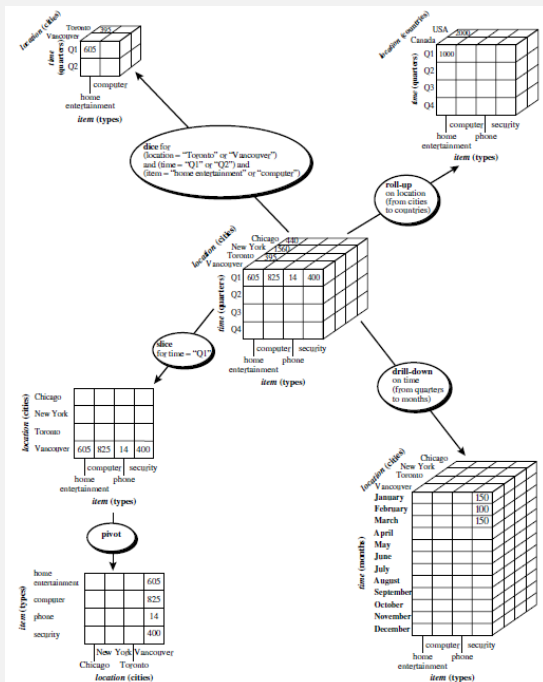 location (cities)
Toronto 395
Vancouver
time (quarters)
Q1 605
Q2
computer
home
entertainment
item (types)
location (countries)
USA 2000
Canada
time (quarters)
Q1 1000
Q2
Q3
Q4
computer security
home phone
entertainment
item (types)
dice for
(location = "Toronto" or "Vancouver")
and (time = "Q1" or "Q2") and
(item = "home entertainment" or "computer")
roll-up
on location
(from cities
to countries)
location (cities)
Chicago 440
New York 1560
Toronto 395
Vancouver
time (quarters)
Q1 605 825 14 400
Q2
Q3
Q4
computer security
home phone
entertainment
item (types)
slice
for time = "Q1"
drill-down
on time
(from quarters
to months)
location (cities)
Chicago
New York
Toronto
Vancouver 605 825 14 400
computer security
home phone
entertainment
item (types)
pivot
item (types)
home
entertainment 605
computer 825
phone 14
security 400
New York Vancouver
Chicago Toronto
location (cities)
location (cities)
Chicago
New York
Toronto
Vancouver
time (months)
January 150
February 100
March 150
April
May
June
July
August
September
October
November
December
computer security
home phone
entertainment
item (types)